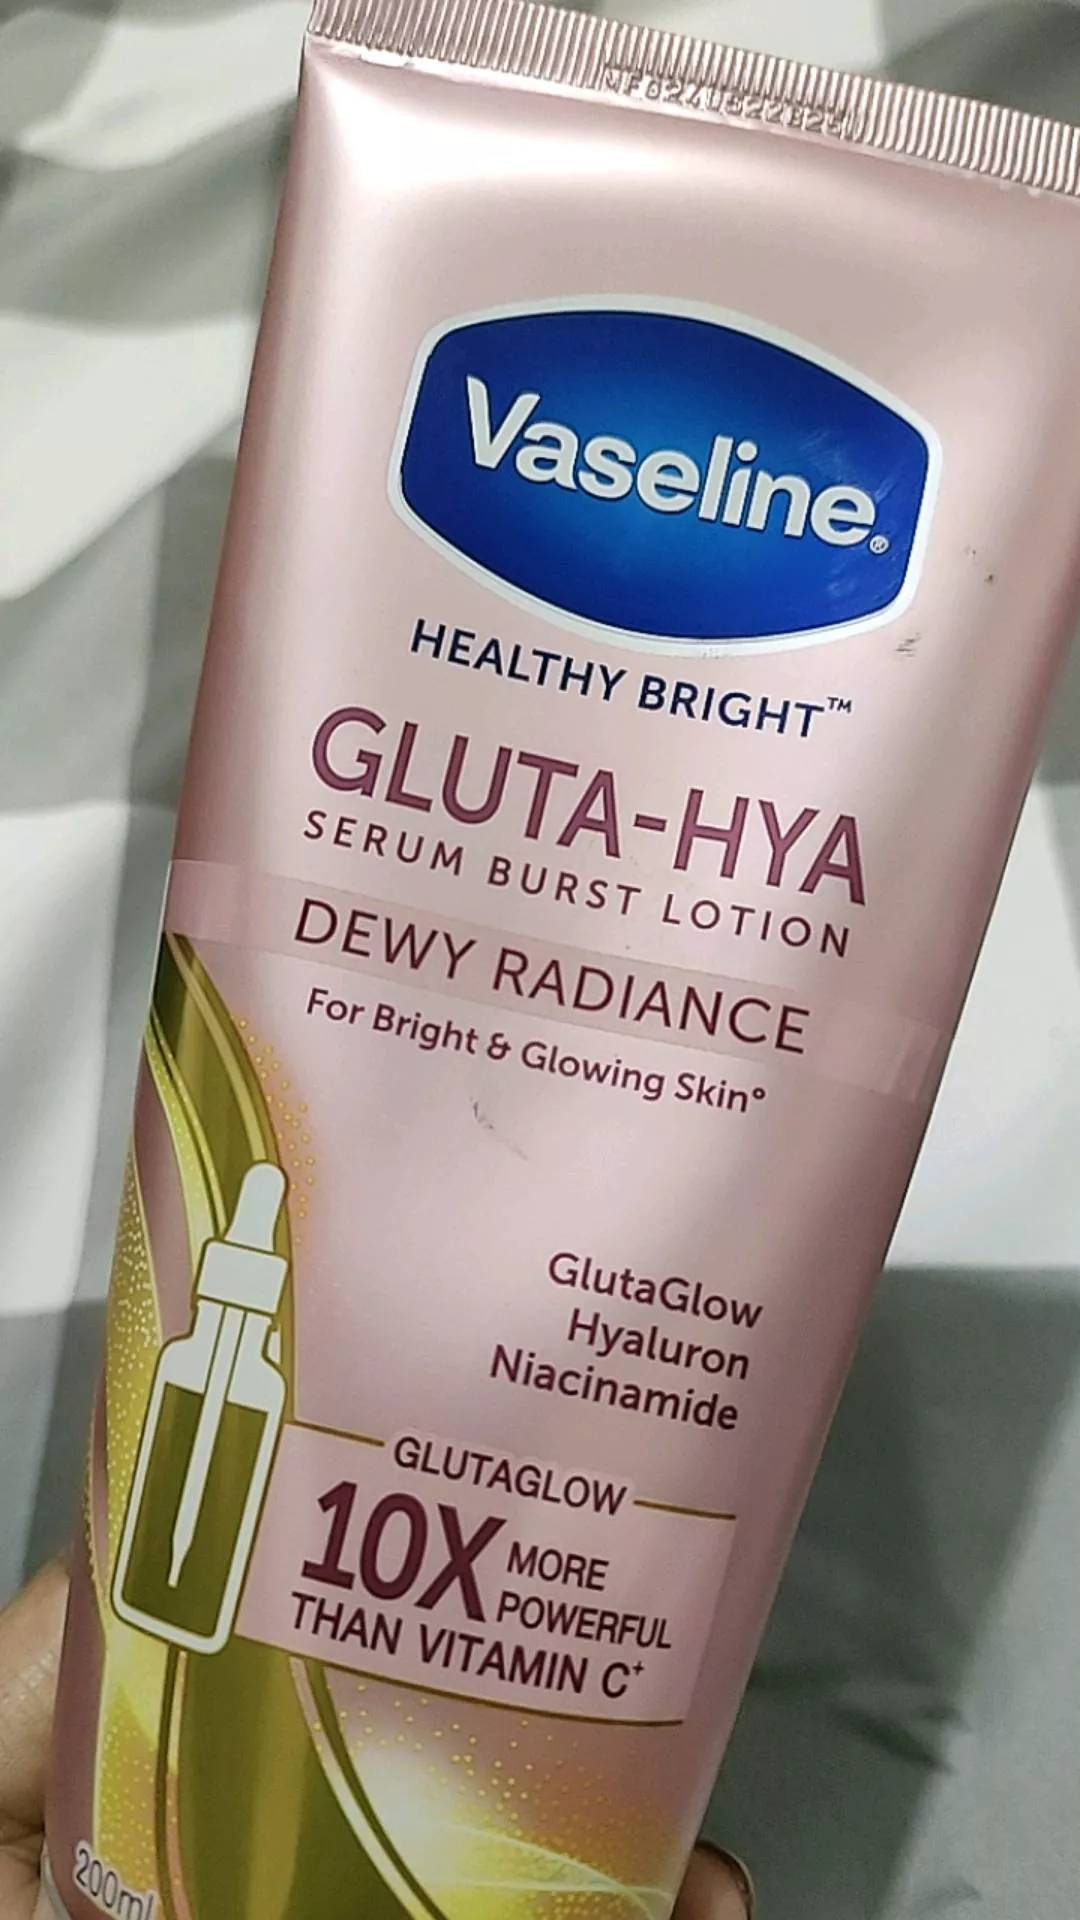 Vaseline®
HEALTHY BRIGHT™
GLUTA-HYA
SERUM BURST LOTION
DEWY RADIANCE
For Bright & Glowing Skin°
GlutaGlow
Hyaluron
Niacinamide
GLUTAGLOW
10X MORE
POWERFUL
THAN VITAMIN C⁺
200ml